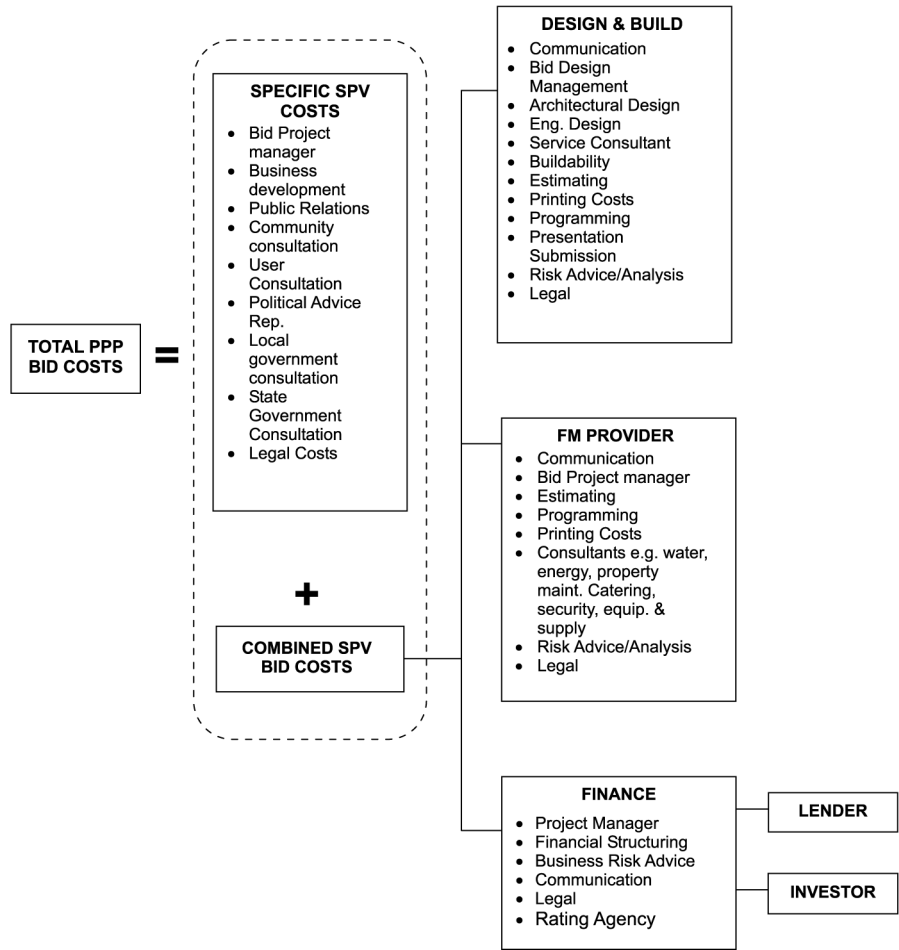 TOTAL PPP
BID COSTS
=
SPECIFIC SPV
COSTS
• Bid Project
manager
• Business
development
• Public Relations
• Community
consultation
• User
Consultation
• Political Advice
Rep.
• Local
government
consultation
• State
Government
Consultation
• Legal Costs
+
COMBINED SPV
BID COSTS
DESIGN & BUILD
• Communication
• Bid Design
Management
• Architectural Design
• Eng. Design
• Service Consultant
• Buildability
• Estimating
• Printing Costs
• Programming
• Presentation
Submission
• Risk Advice/Analysis
• Legal
FM PROVIDER
• Communication
• Bid Project manager
• Estimating
• Programming
• Printing Costs
• Consultants e.g. water,
energy, property
maint. Catering,
security, equip. &
supply
• Risk Advice/Analysis
• Legal
FINANCE
• Project Manager
• Financial Structuring
• Business Risk Advice
• Communication
• Legal
• Rating Agency
LENDER
INVESTOR